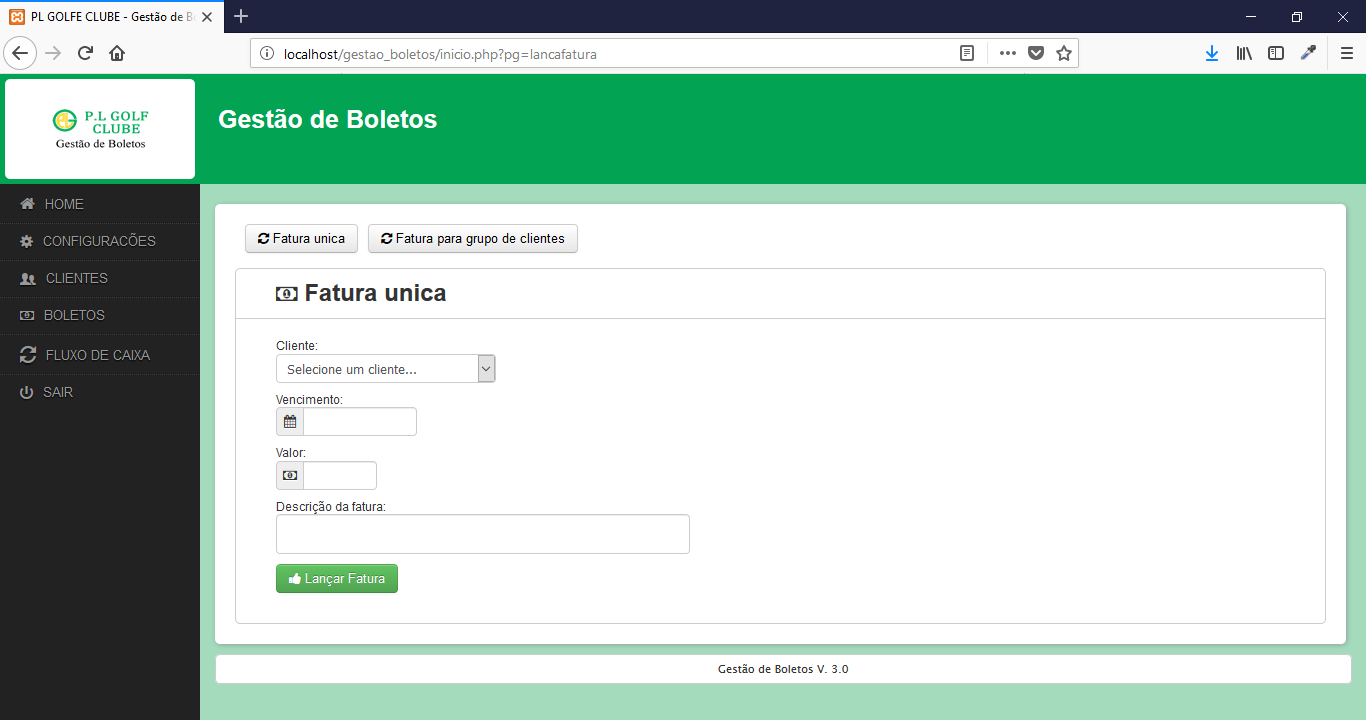 PL GOLFE CLUBE - Gestão de B
localhost/gestao_boletos/inicio.php?pg=lancafatura
P.L GOLF
CLUBE
Gestão de Boletos
Gestão de Boletos
HOME
CONFIGURACÕES
CLIENTES
BOLETOS
FLUXO DE CAIXA
SAIR
Fatura unica
Fatura para grupo de clientes
Fatura unica
Cliente:
Selecione um cliente...
Vencimento:
Valor:
Descrição da fatura:
Lançar Fatura
Gestão de Boletos V. 3.0